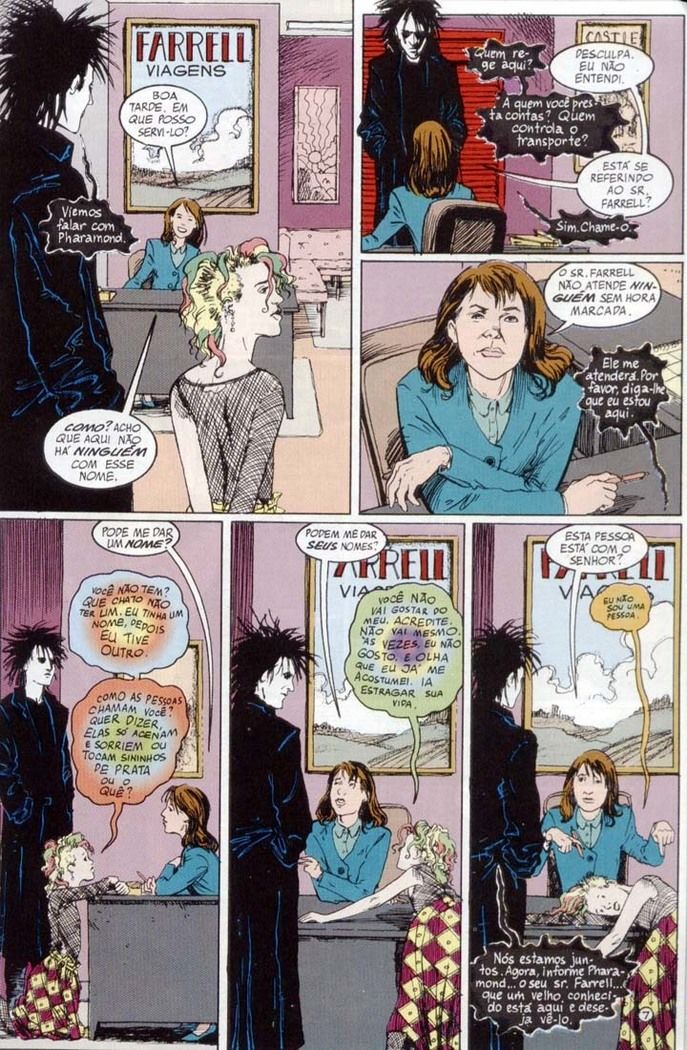 FARRELL
VIAGENS
BOA
TARDE. EM
QUE POSSO
SERVI-LO?
Viemos
falar com
Pharamond.
COMO? ACHO
QUE AQUI NÃO
HÁ NINGUÉM
COM ESSE
NOME.
CASTLE
Quem re-
ge aqui?
DESCULPA.
EU NÃO
ENTENDI.
A quem você pres-
ta contas? Quem
controla o
transporte?
ESTÁ SE
REFERINDO
AO SR.
FARRELL?
Sim. Chame-o.
O SR. FARRELL
NÃO ATENDE NIN-
GUÉM SEM HORA
MARCADA.
Ele me
atenderá. Por
favor, diga-lhe
que eu estou
aqui.
PODE ME DAR
UM NOME?
VOCÊ NÃO TEM?
QUE CHATO NÃO
TER UM. EU TINHA UM
NOME, DEPOIS
EU TIVE
OUTRO.
COMO AS PESSOAS
CHAMAM VOCÊ?
QUER DIZER,
ELAS SÓ ACENAM
E SORRIEM OU
TOCAM SININHOS
DE PRATA
OU O
QUÊ?
PODEM ME DAR
SEUS NOMES?
VOCÊ NÃO
VAI GOSTAR DO
MEU, ACREDITE.
NÃO VAI MESMO.
ÀS VEZES, EU NÃO
GOSTO, E OLHA
QUE EU JÁ ME
ACOSTUMEI. IA
ESTRAGAR SUA
VIDA.
ARRELL
VIA
ESTA PESSOA
ESTÁ COM O
SENHOR?
EU NÃO
SOU UMA
PESSOA.
FARRELL
VIAGENS
Nós estamos jun-
tos. Agora, informe Phara-
mond... o seu sr. Farrell...
que um velho conheci-
do está aqui e dese-
ja vê-lo.
7